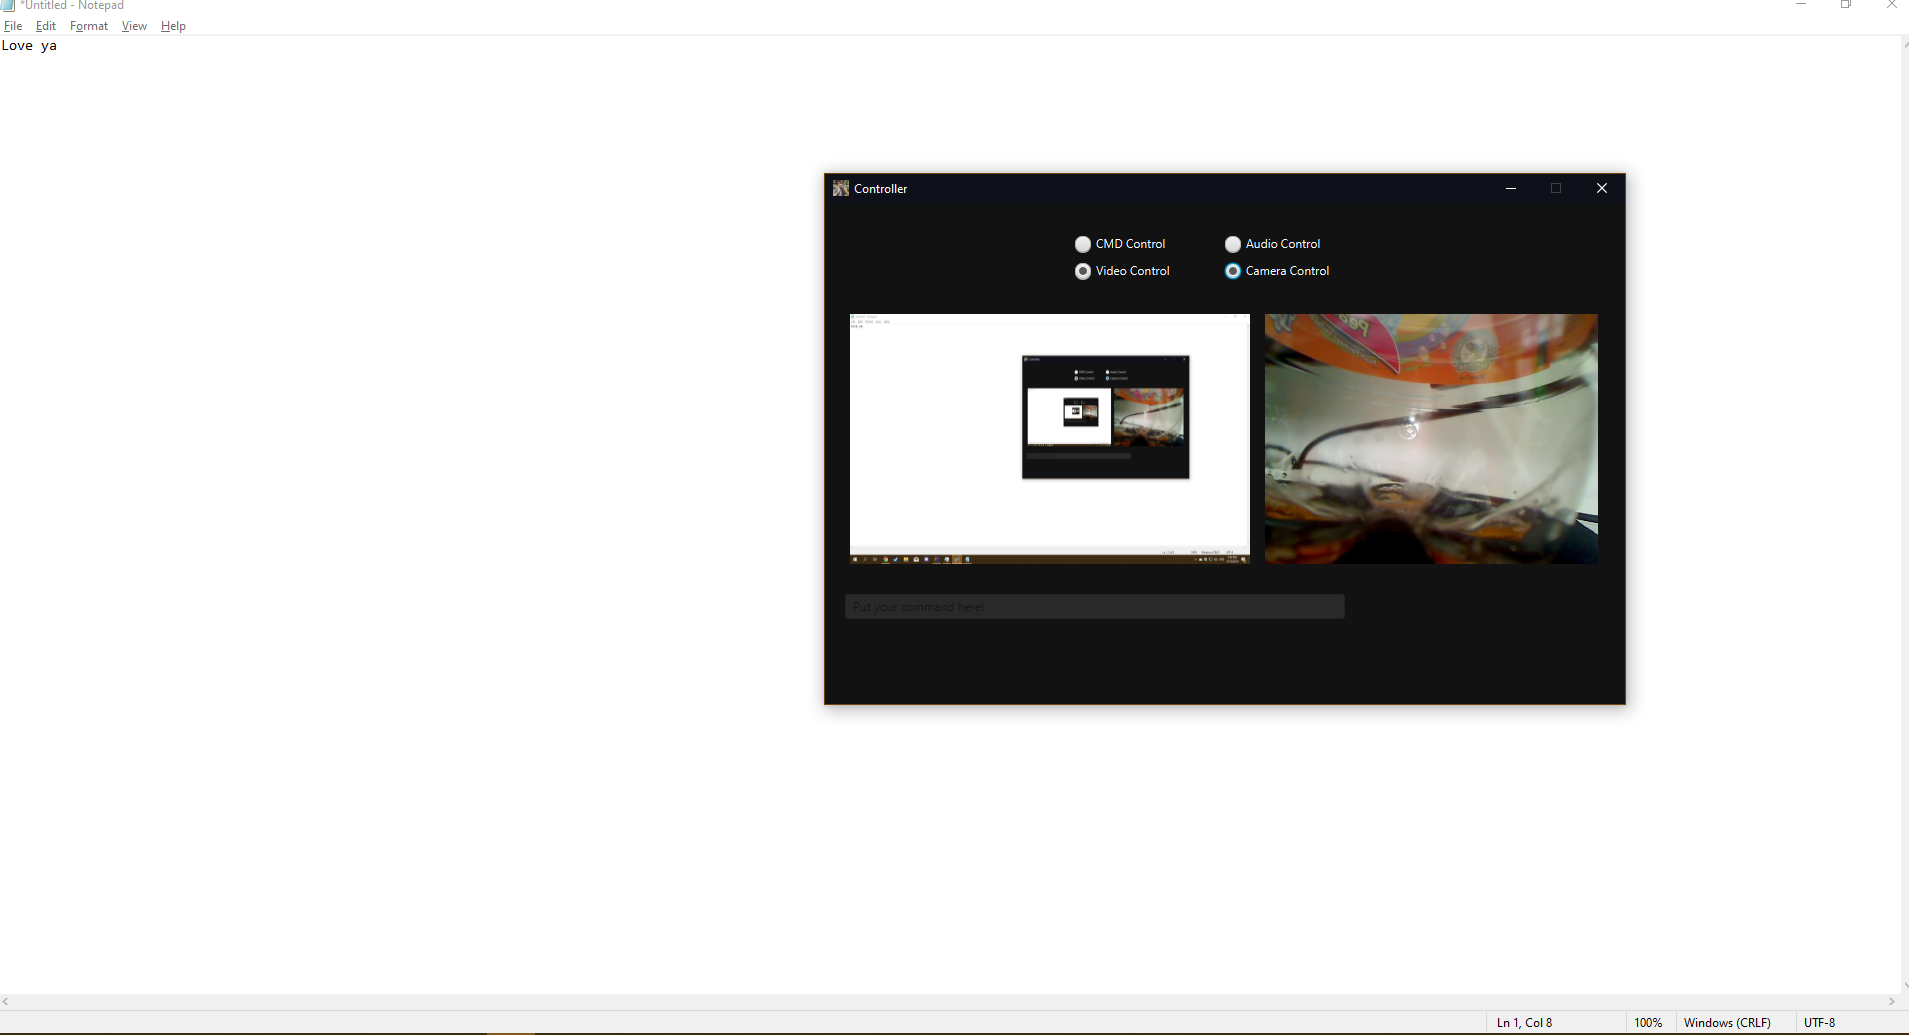 *Untitled - Notepad
File Edit Format View Help
Love ya
Controller
CMD Control Audio Control
Video Control Camera Control
Put your command here!
Ln 1, Col 8 100% Windows (CRLF) UTF-8